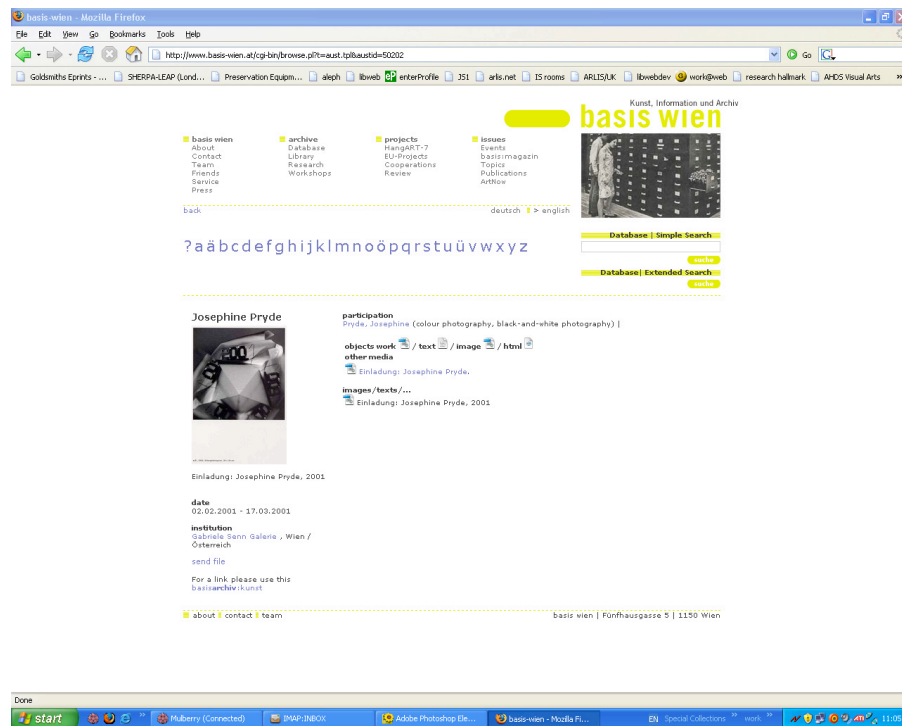 basis-wien - Mozilla Firefox
File Edit View Go Bookmarks Tools Help
http://www.basis-wien.at/cgi-bin/browse.pl?t=aust.tpl&austid=50202 Go
Goldsmiths Eprints - ... SHERPA-LEAP (Lond... Preservation Equipm... aleph libweb enterProfile JS1 arlis.net IS rooms ARLIS/UK libwebdev work@web research hallmark AHDS Visual Arts »
Kunst, Information und Archiv
basis wien
basis wien archive projects issues
About Database HangART-7 Events
Contact Library EU-Projects basis:magazin
Team Research Cooperations Topics
Friends Workshops Review Publications
Service ArtNow
Press
back deutsch > english
?aäbcdefghijklmnoöpqrstuüvwxyz
Database | Simple Search
suche
Database| Extended Search
suche
Josephine Pryde
participation
Pryde, Josephine (colour photography, black-and-white photography) |
objects work / text / image / html
other media
Einladung: Josephine Pryde.
images/texts/...
Einladung: Josephine Pryde, 2001
Einladung: Josephine Pryde, 2001
date
02.02.2001 - 17.03.2001
institution
Gabriele Senn Galerie , Wien /
Österreich
send file
For a link please use this
basisarchiv:kunst
about contact team basis wien | Fünfhausgasse 5 | 1150 Wien
Done
start » Mulberry (Connected) IMAP:INBOX Adobe Photoshop Ele... basis-wien - Mozilla Fi... EN Special Collections » work » 11:05